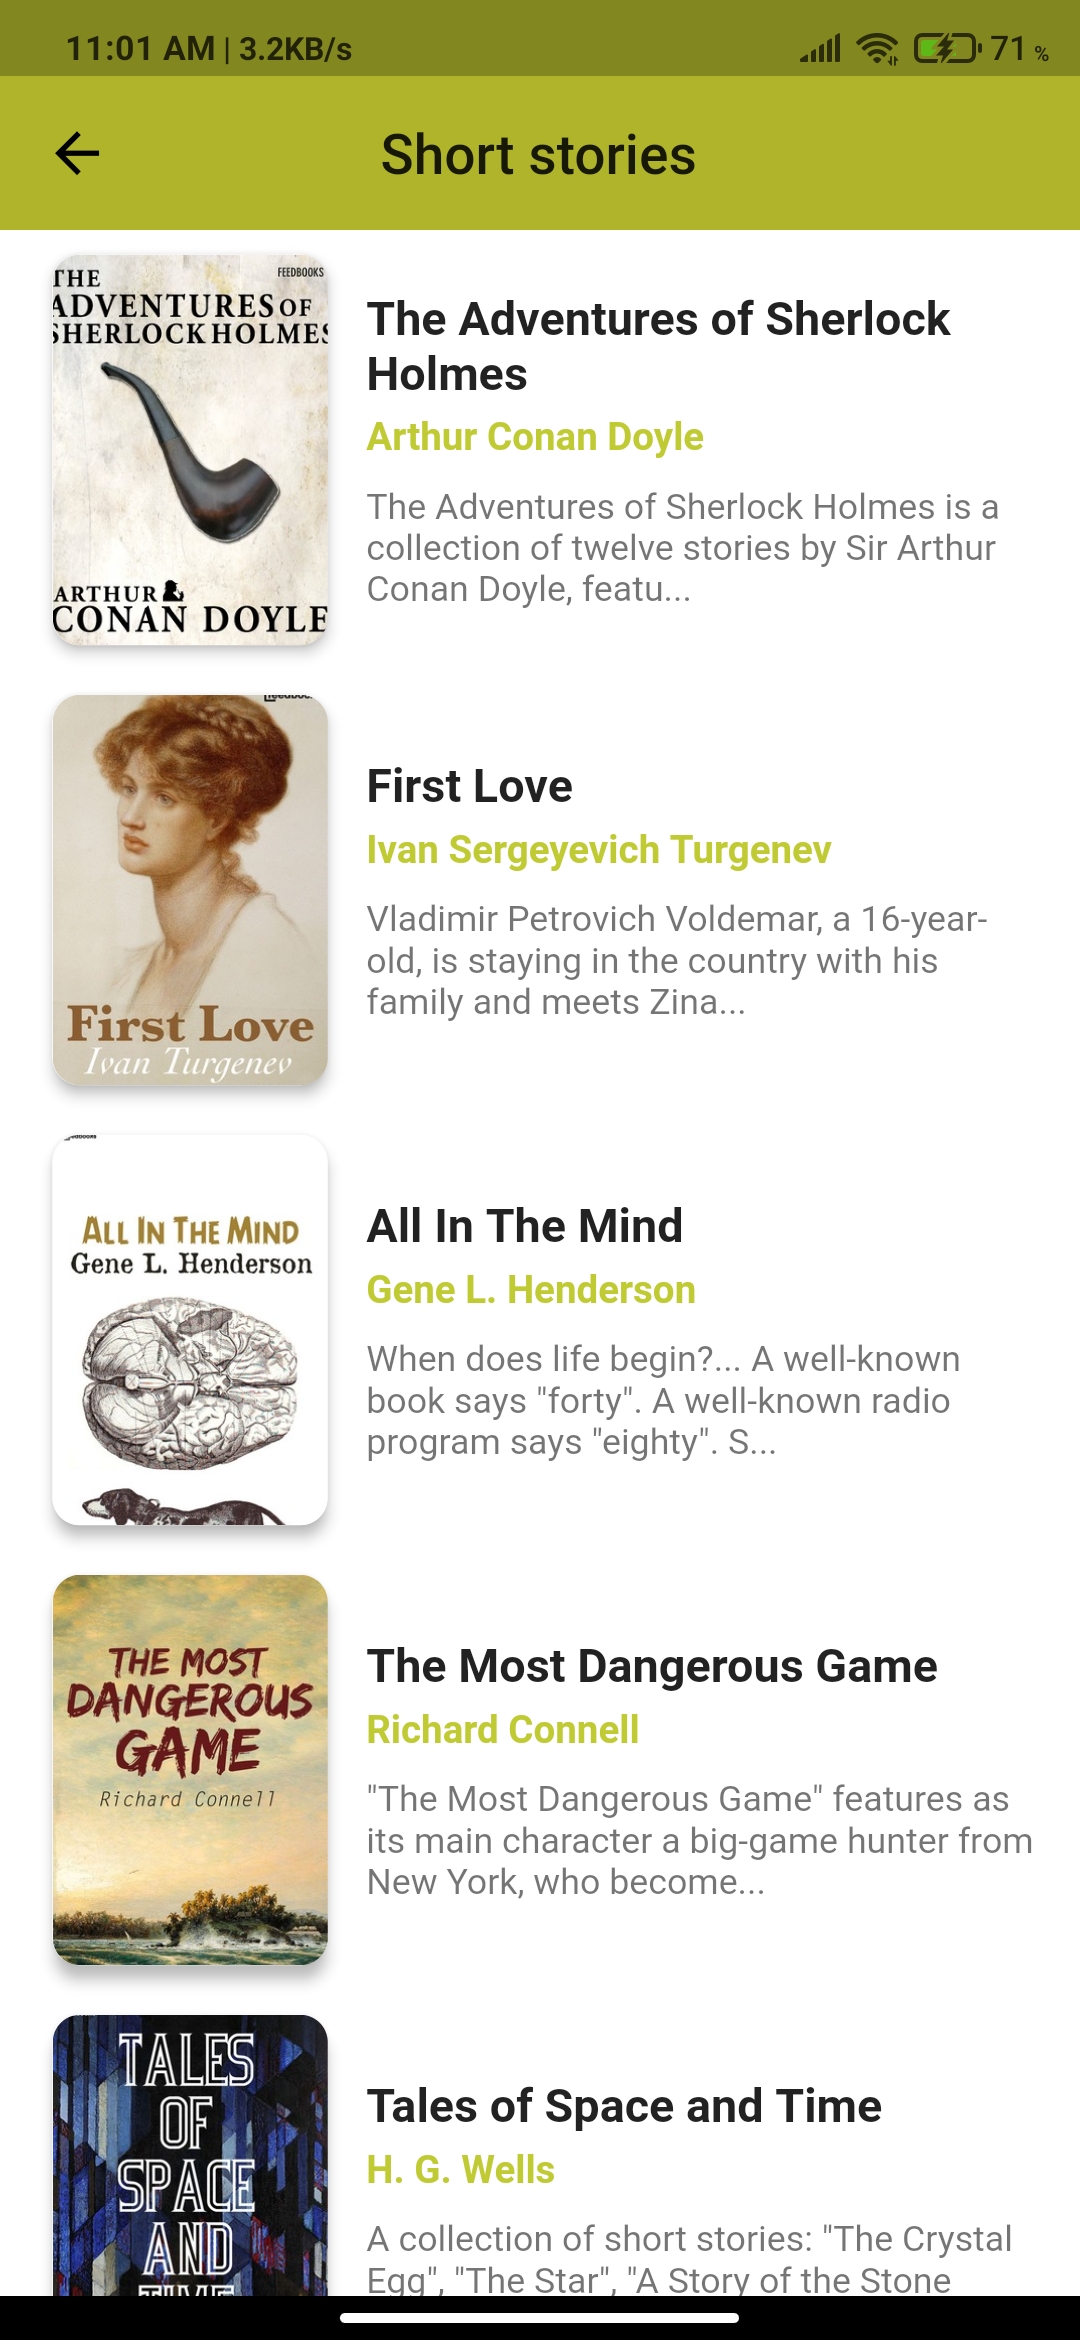 11:01 AM | 3.2KB/s
71 %
Short stories
FEEDBOOKS
THE
ADVENTURES OF
SHERLOCK HOLMES
ARTHUR
CONAN DOYLE
The Adventures of Sherlock
Holmes
Arthur Conan Doyle
The Adventures of Sherlock Holmes is a
collection of twelve stories by Sir Arthur
Conan Doyle, featu...
First Love
Ivan Turgenev
First Love
Ivan Sergeyevich Turgenev
Vladimir Petrovich Voldemar, a 16-year-
old, is staying in the country with his
family and meets Zina...
ALL IN THE MIND
Gene L. Henderson
All In The Mind
Gene L. Henderson
When does life begin?... A well-known
book says "forty". A well-known radio
program says "eighty". S...
THE MOST
DANGEROUS
GAME
Richard Connell
The Most Dangerous Game
Richard Connell
"The Most Dangerous Game" features as
its main character a big-game hunter from
New York, who become...
TALES
OF
SPACE
AND
TIME
Tales of Space and Time
H. G. Wells
A collection of short stories: "The Crystal
Egg", "The Star", "A Story of the Stone